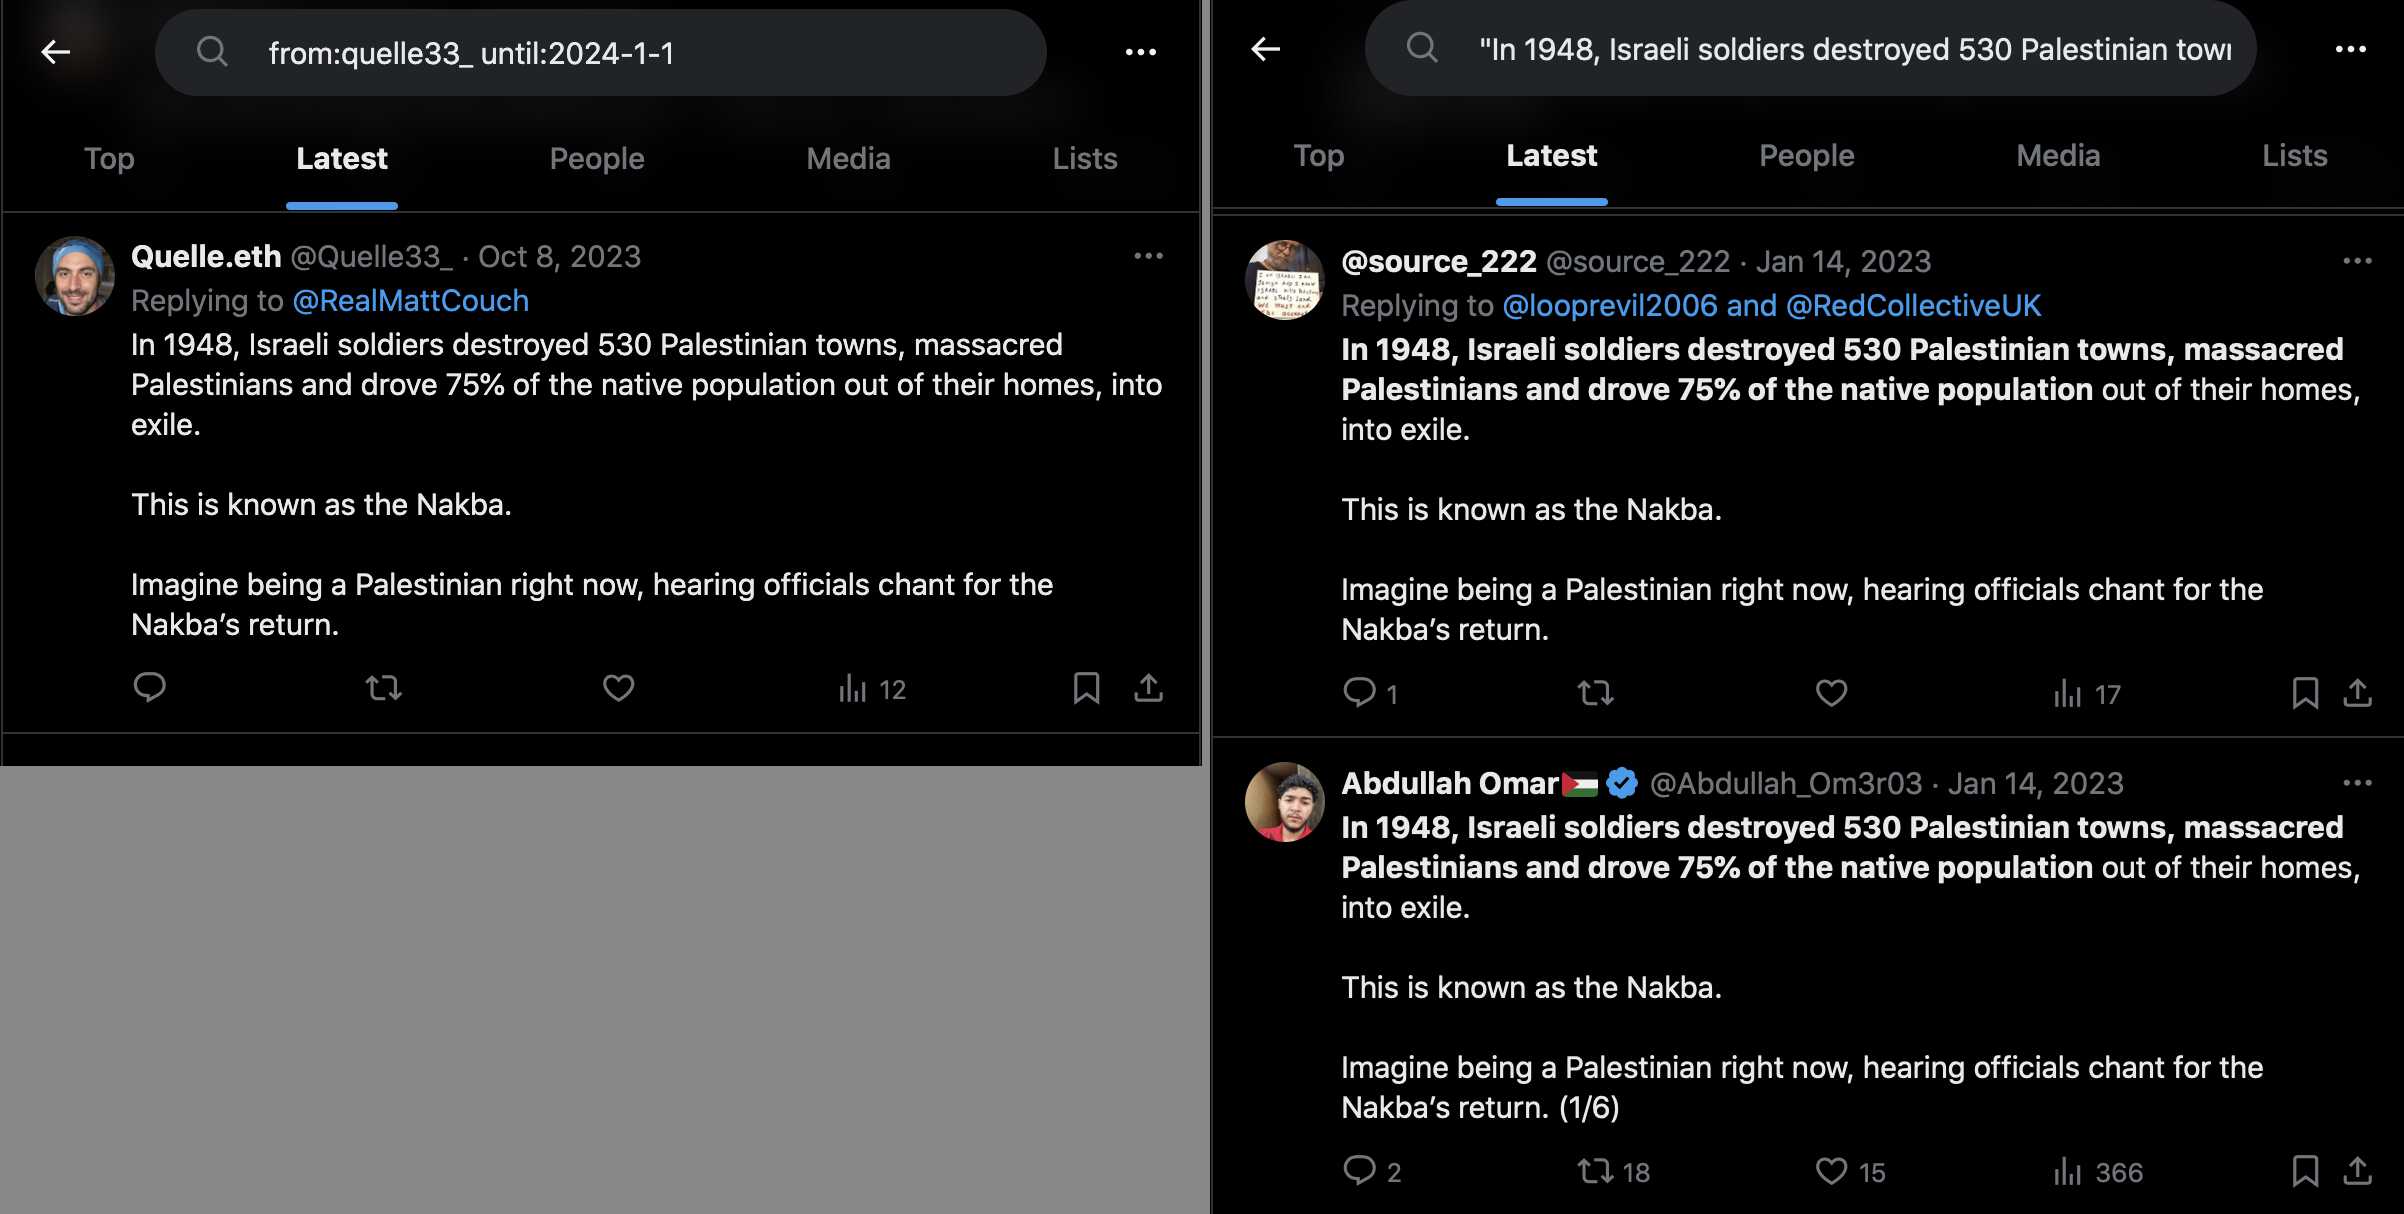 from:quelle33_ until:2024-1-1
Top Latest People Media Lists
Quelle.eth @Quelle33_ · Oct 8, 2023
Replying to @RealMattCouch
In 1948, Israeli soldiers destroyed 530 Palestinian towns, massacred
Palestinians and drove 75% of the native population out of their homes, into
exile.
This is known as the Nakba.
Imagine being a Palestinian right now, hearing officials chant for the
Nakba’s return.
12
"In 1948, Israeli soldiers destroyed 530 Palestinian towr
Top Latest People Media Lists
@source_222 @source_222 · Jan 14, 2023
Replying to @looprevil2006 and @RedCollectiveUK
In 1948, Israeli soldiers destroyed 530 Palestinian towns, massacred
Palestinians and drove 75% of the native population out of their homes,
into exile.
This is known as the Nakba.
Imagine being a Palestinian right now, hearing officials chant for the
Nakba’s return.
1 17
Abdullah Omar @Abdullah_Om3r03 · Jan 14, 2023
In 1948, Israeli soldiers destroyed 530 Palestinian towns, massacred
Palestinians and drove 75% of the native population out of their homes,
into exile.
This is known as the Nakba.
Imagine being a Palestinian right now, hearing officials chant for the
Nakba’s return. (1/6)
2 18 15 366